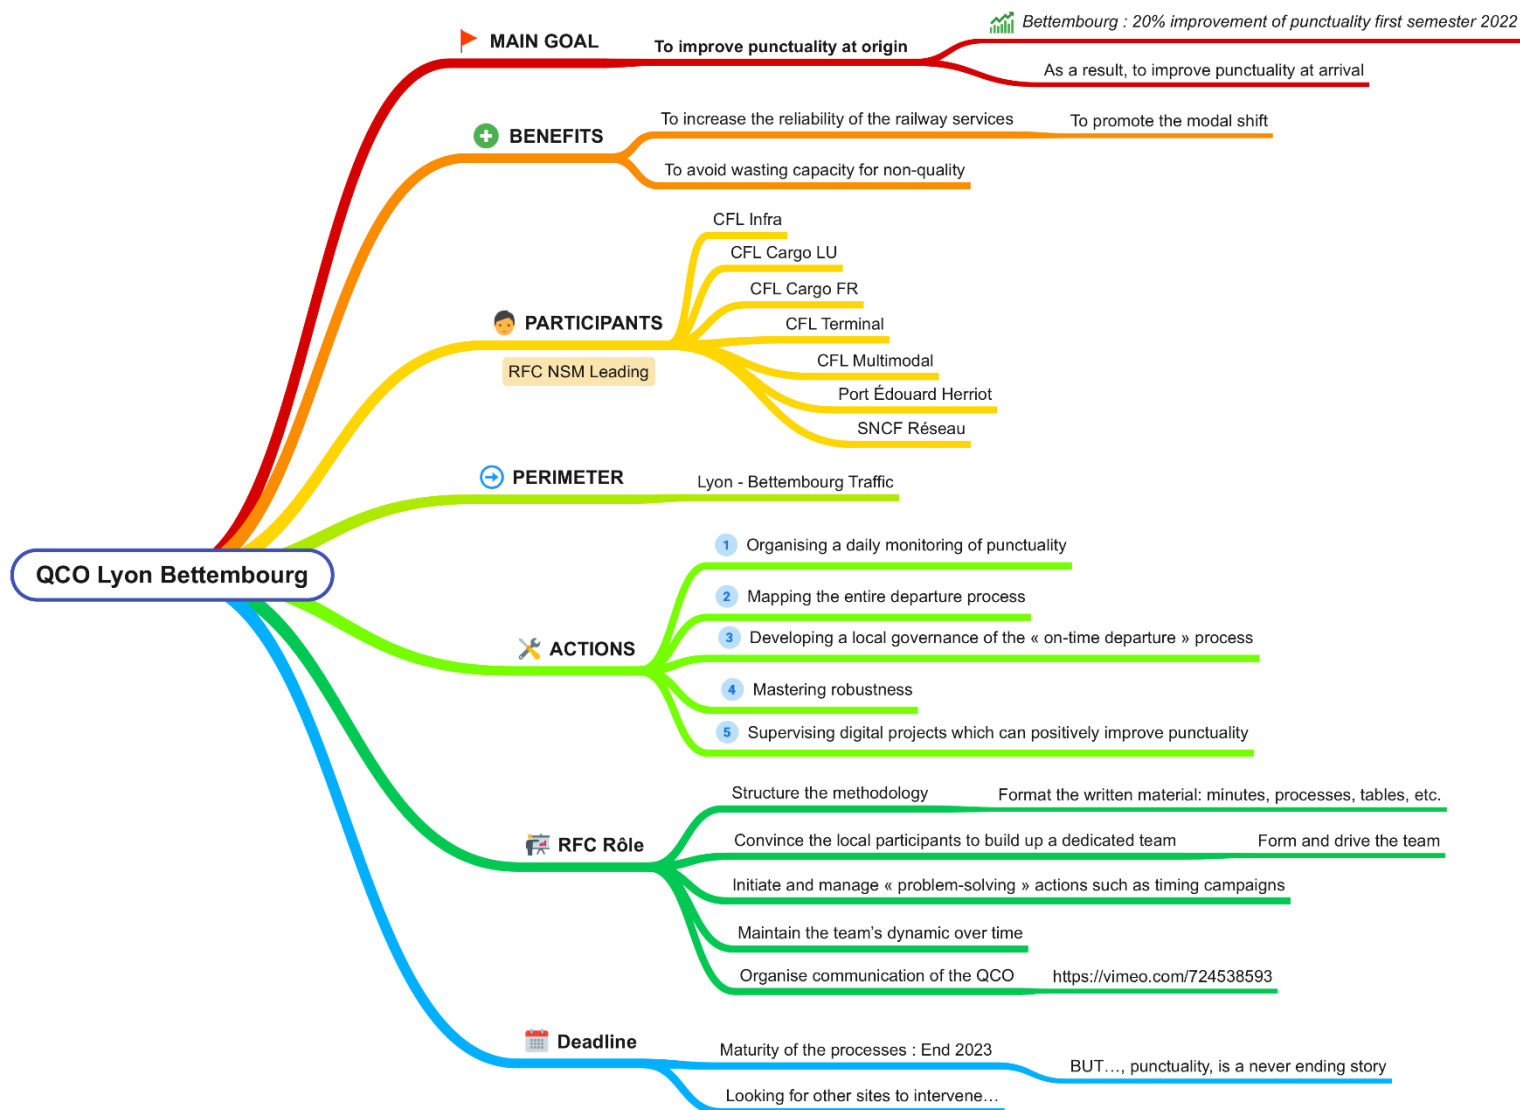 MAIN GOAL
To improve punctuality at origin
Bettembourg : 20% improvement of punctuality first semester 2022
As a result, to improve punctuality at arrival
BENEFITS
To increase the reliability of the railway services
To promote the modal shift
To avoid wasting capacity for non-quality
PARTICIPANTS
RFC NSM Leading
CFL Infra
CFL Cargo LU
CFL Cargo FR
CFL Terminal
CFL Multimodal
Port Édouard Herriot
SNCF Réseau
PERIMETER
Lyon - Bettembourg Traffic
QCO Lyon Bettembourg
ACTIONS
1 Organising a daily monitoring of punctuality
2 Mapping the entire departure process
3 Developing a local governance of the « on-time departure » process
4 Mastering robustness
5 Supervising digital projects which can positively improve punctuality
RFC Rôle
Structure the methodology
Format the written material: minutes, processes, tables, etc.
Convince the local participants to build up a dedicated team
Form and drive the team
Initiate and manage « problem-solving » actions such as timing campaigns
Maintain the team’s dynamic over time
Organise communication of the QCO
https://vimeo.com/724538593
Deadline
Maturity of the processes : End 2023
BUT…, punctuality, is a never ending story
Looking for other sites to intervene…